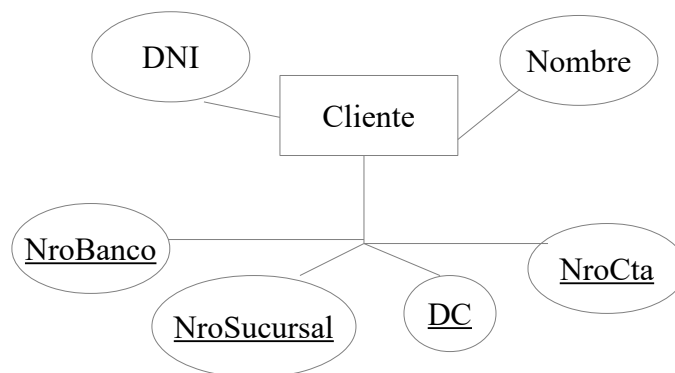 DNI
Nombre
Cliente
NroBanco
NroCta
NroSucursal
DC